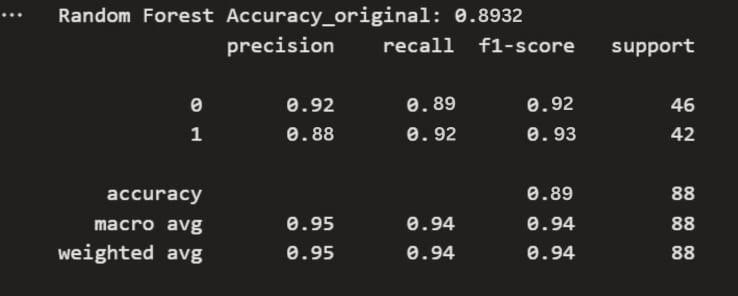 ... Random Forest Accuracy_original: 0.8932
precision recall f1-score support
0 0.92 0.89 0.92 46
1 0.88 0.92 0.93 42
accuracy 0.89 88
macro avg 0.95 0.94 0.94 88
weighted avg 0.95 0.94 0.94 88